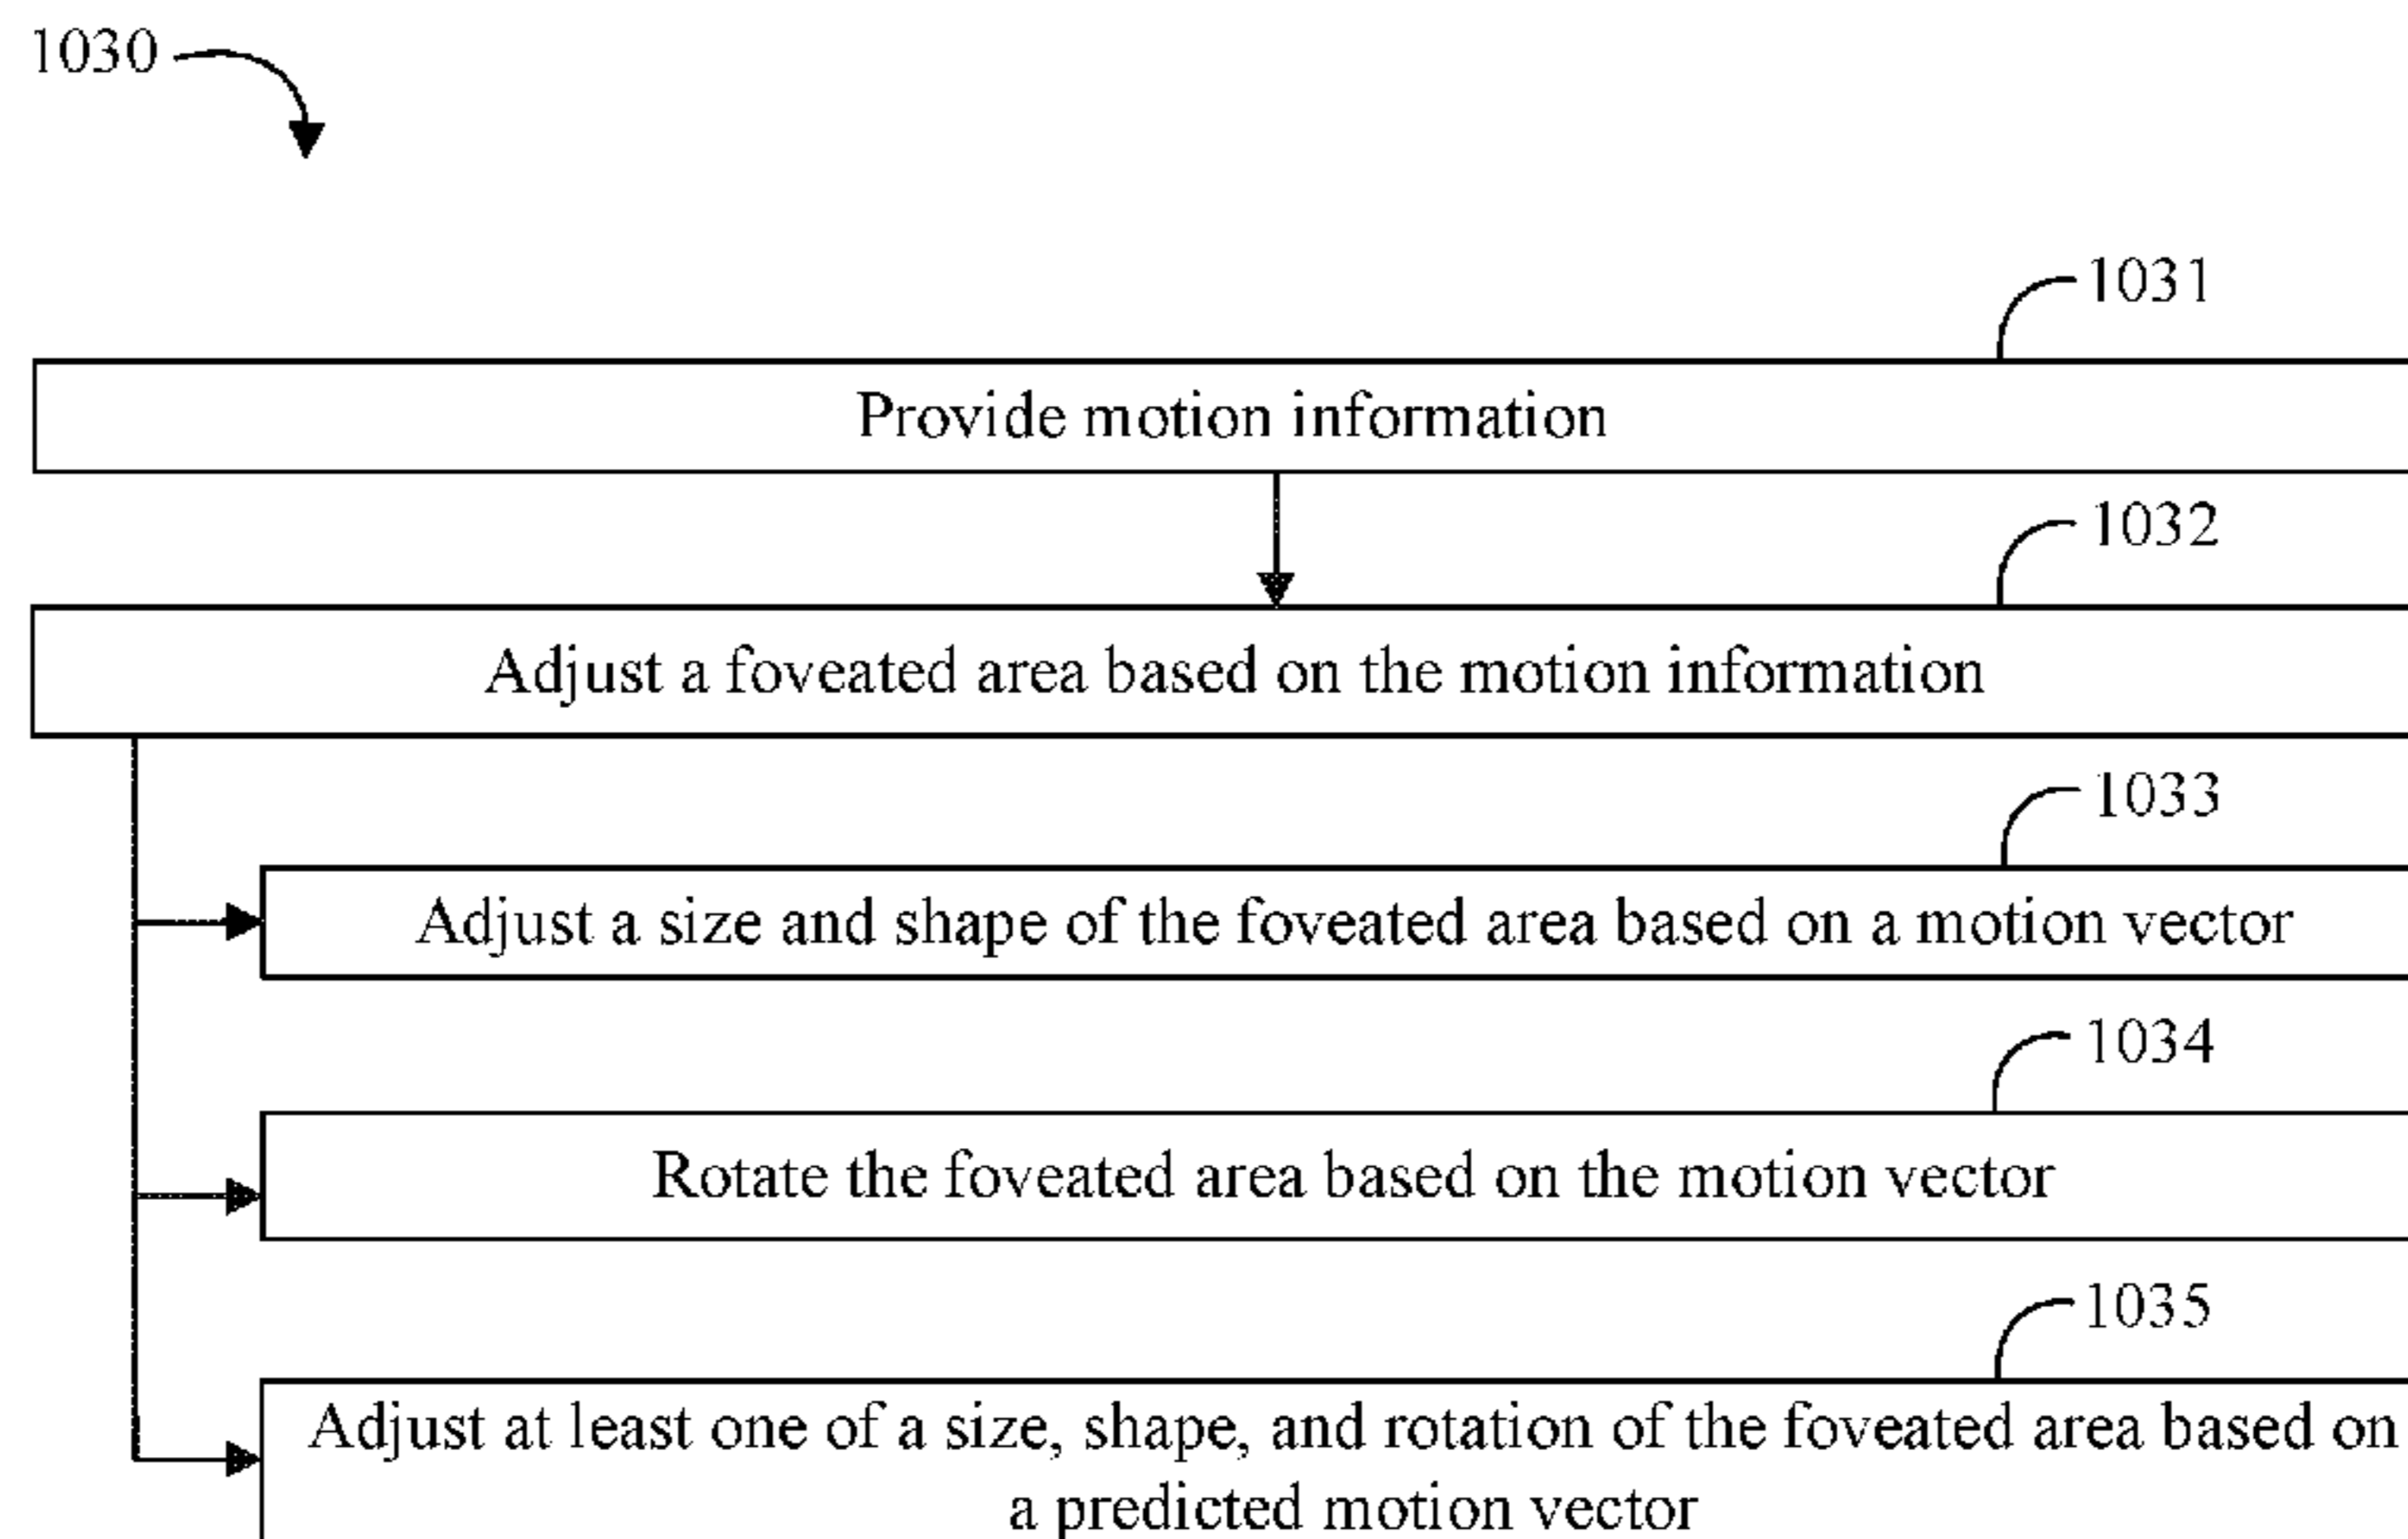 1030
1031
Provide motion information
1032
Adjust a foveated area based on the motion information
1033
Adjust a size and shape of the foveated area based on a motion vector
1034
Rotate the foveated area based on the motion vector
1035
Adjust at least one of a size, shape, and rotation of the foveated area based on
a predicted motion vector